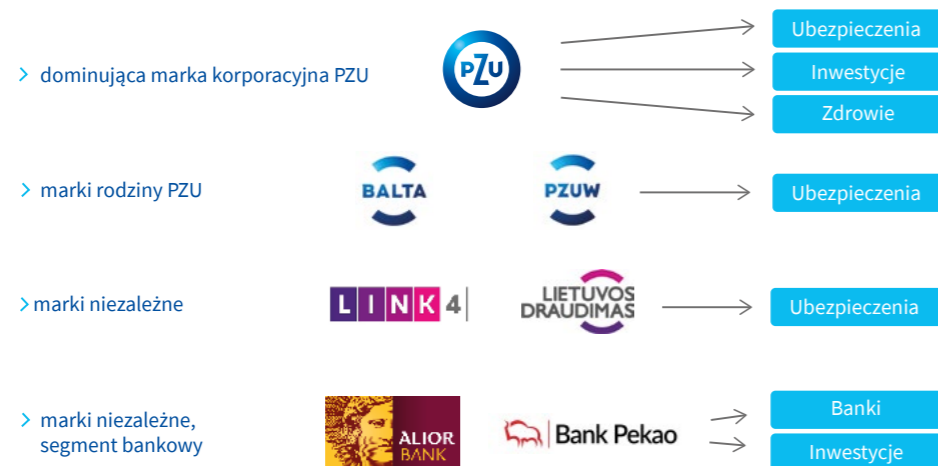 Ubezpieczenia
> dominująca marka korporacyjna PZU
PZU
Inwestycje
Zdrowie
> marki rodziny PZU
BALTA
PZUW
Ubezpieczenia
> marki niezależne
LINK4
LIETUVOS
DRAUDIMAS
Ubezpieczenia
> marki niezależne,
segment bankowy
ALIOR
BANK
Bank Pekao
Banki
Inwestycje